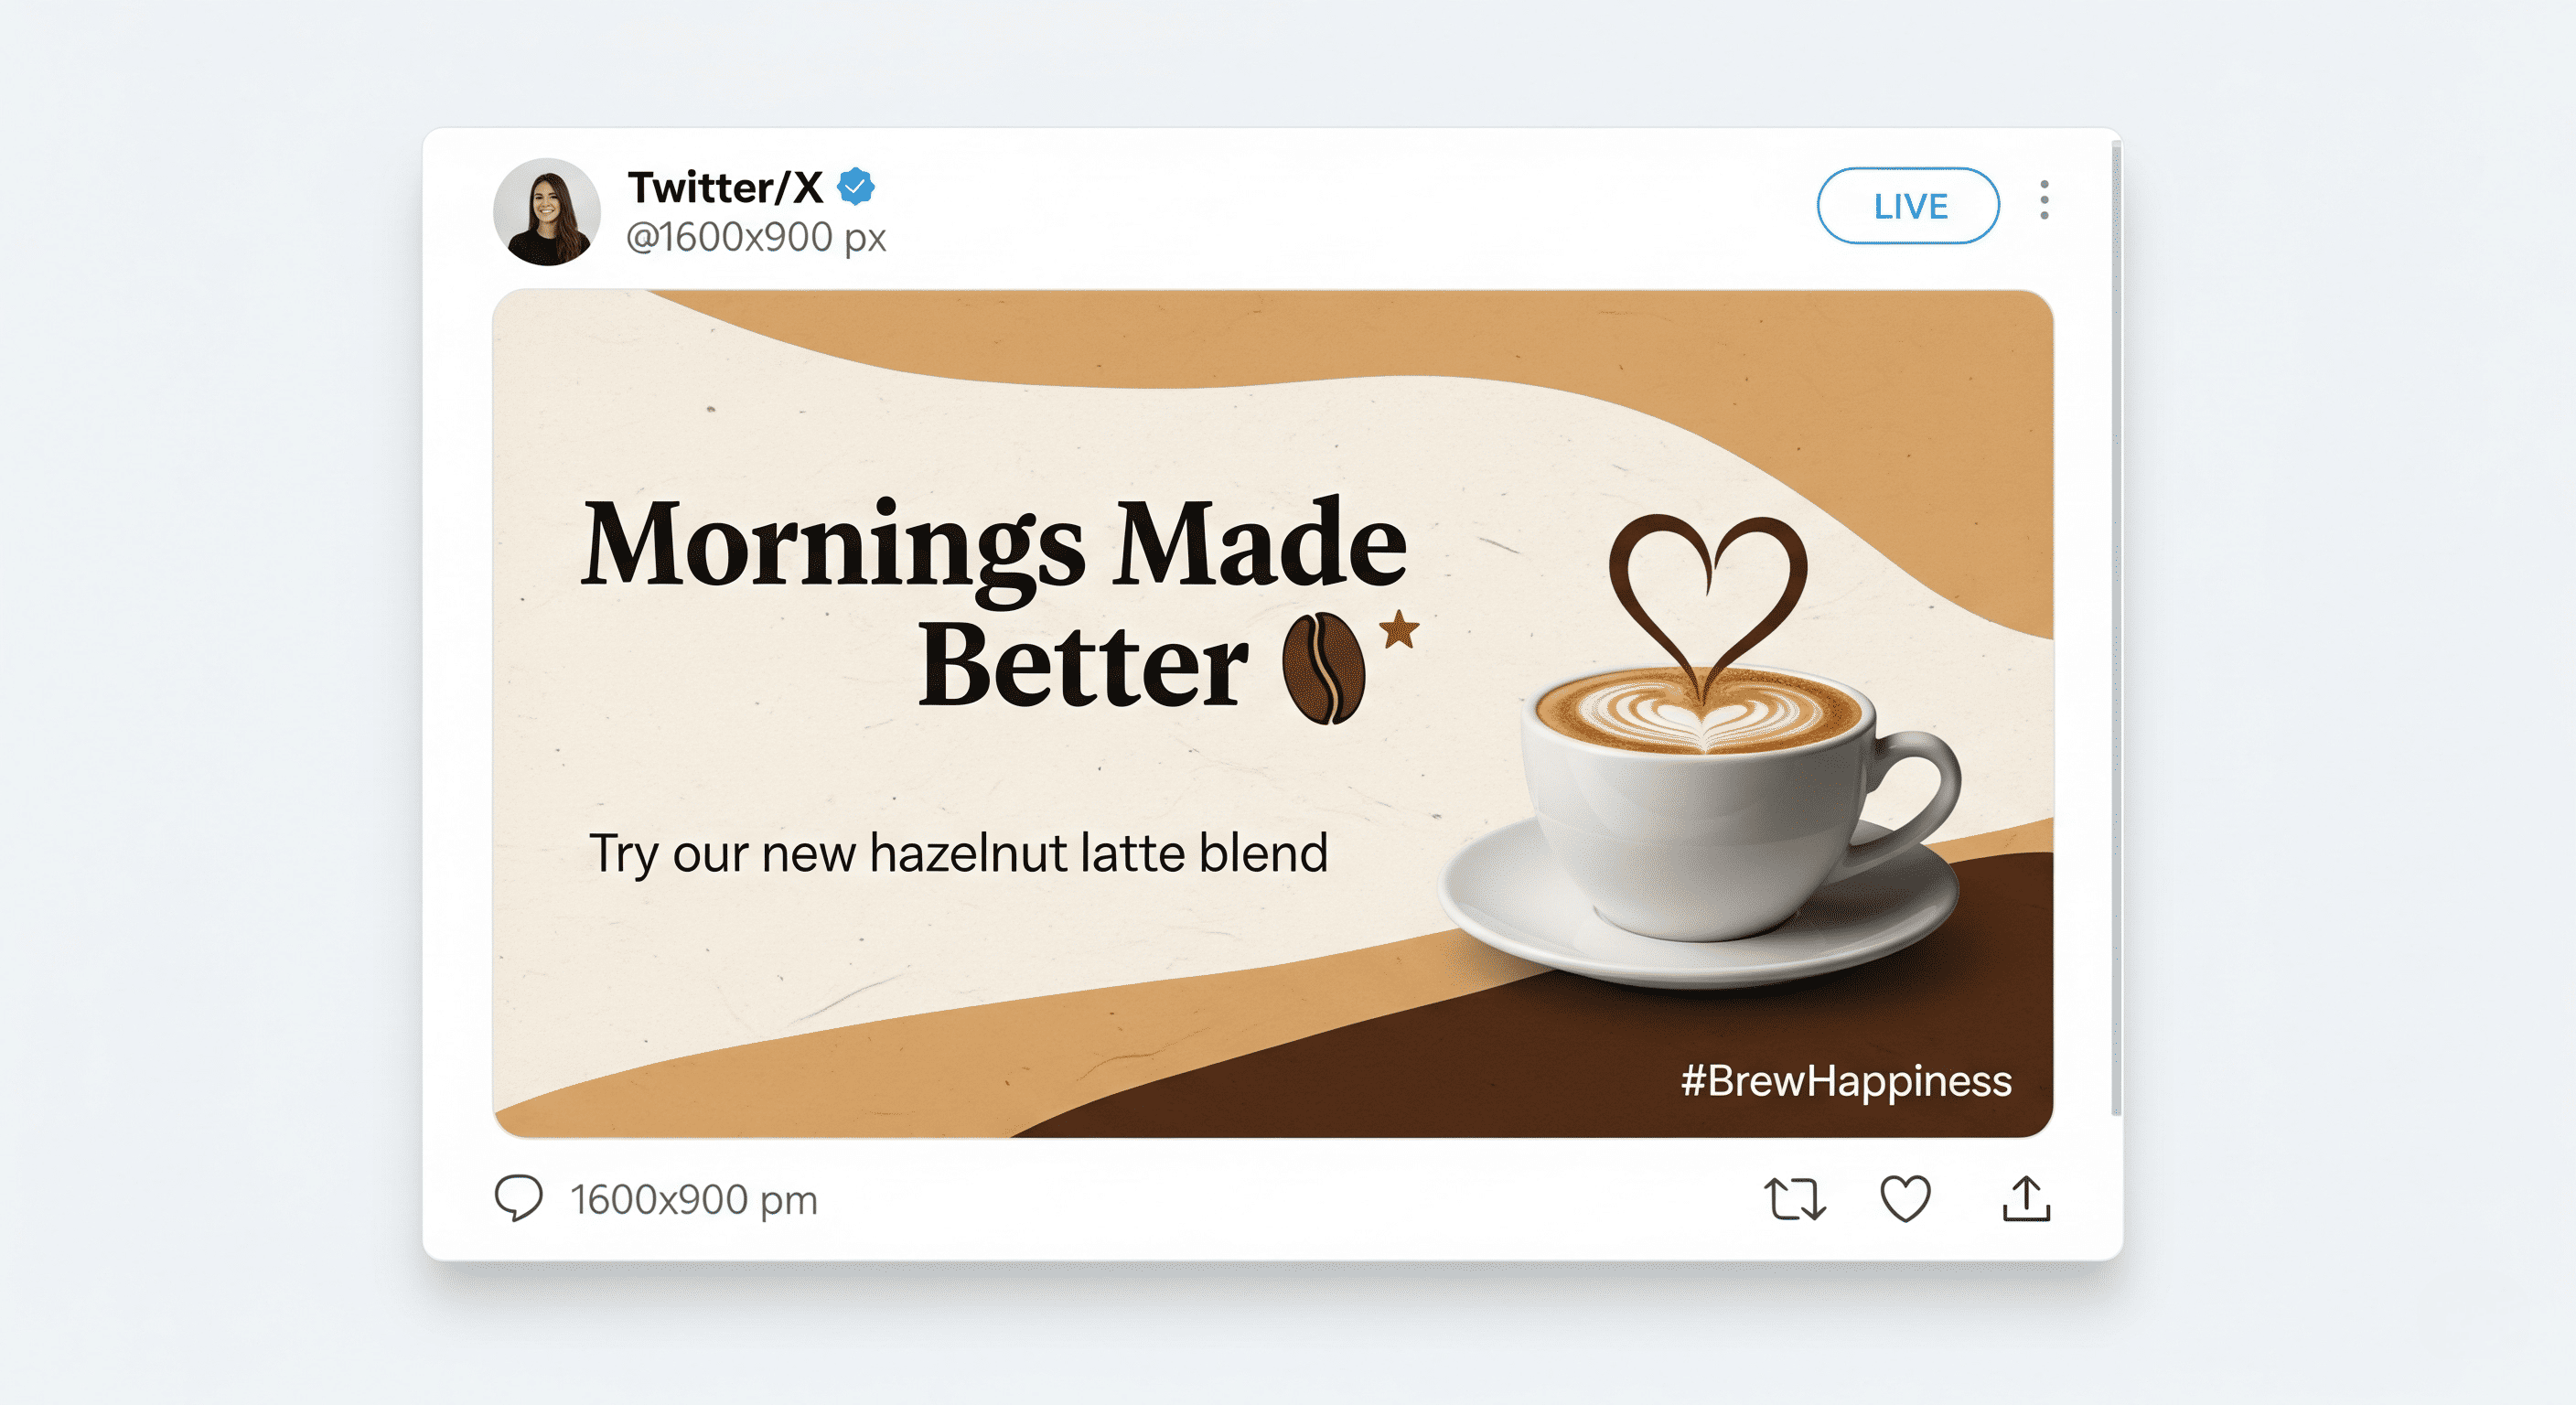 Twitter/X
@1600x900 px
LIVE
Mornings Made
Better
Try our new hazelnut latte blend
#BrewHappiness
1600x900 pm